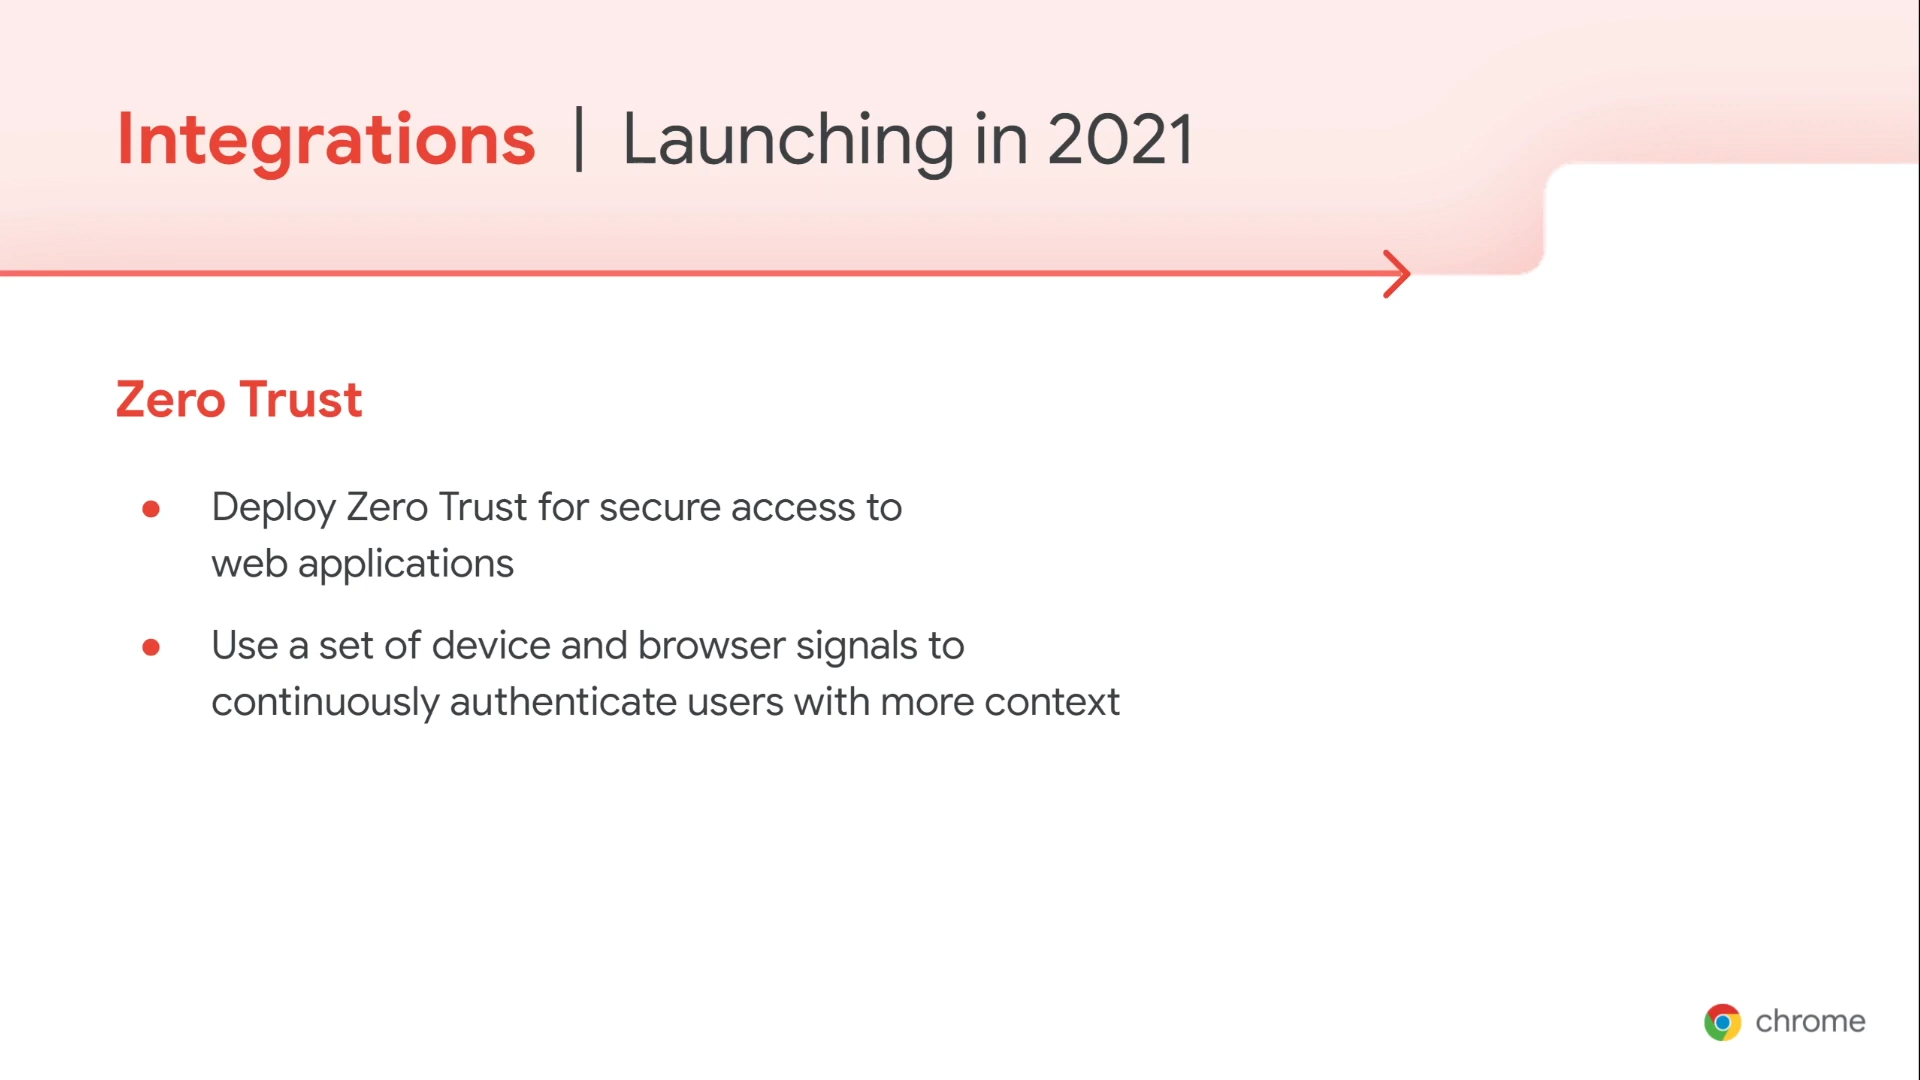 Integrations | Launching in 2021
Zero Trust
● Deploy Zero Trust for secure access to
web applications
● Use a set of device and browser signals to
continuously authenticate users with more context
chrome